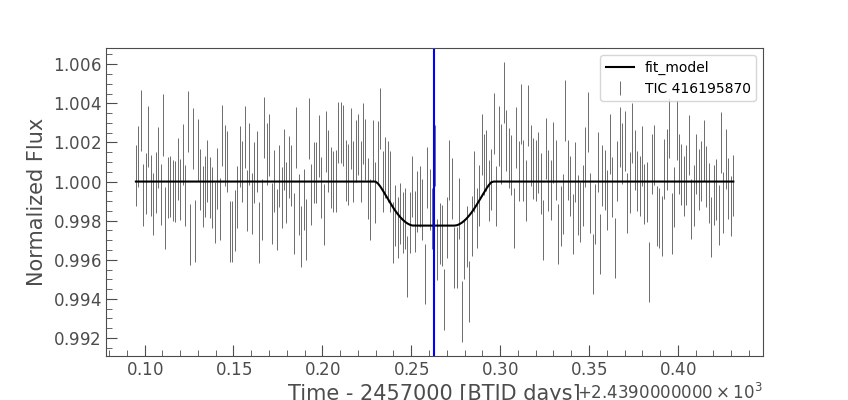 fit_model
TIC 416195870
1.006
1.004
1.002
1.000
0.998
0.996
0.994
0.992
Normalized Flux
0.10 0.15 0.20 0.25 0.30 0.35 0.40
Time - 2457000 [BTJD days]
+2.4390000000 × 10³